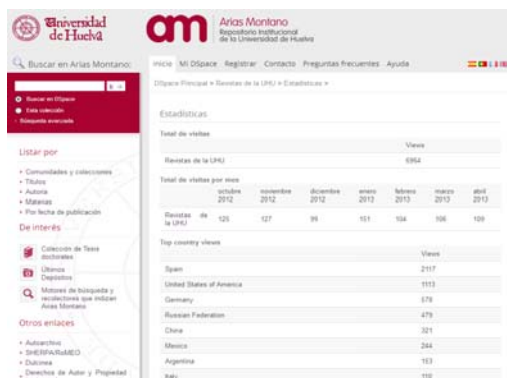 Universidad
de Huelva
am
Arias Montano
Repositorio Institucional
de la Universidad de Huelva
Buscar en Arias Montano:
Inicio Mi DSpace Registrar Contacto Preguntas frecuentes Ayuda
DSpace Principal » Revistas de la UHU » Estadísticas »
Buscar en DSpace
Esta colección
Búsqueda avanzada
Listar por
Comunidades y colecciones
Títulos
Autoría
Materias
Por fecha de publicación
De interés
Colección de Tesis
doctorales
Últimos
Depósitos
Motores de búsqueda y
recolectores que indizan
Arias Montano
Otros enlaces
Autoarchivo
SHERPA/RoMEO
Dulcinea
Derechos de Autor y Propiedad
Estadísticas
Total de visitas
Views
Revistas de la UHU 6964
Total de visitas por mes
octubre 2012 noviembre 2012 diciembre 2012 enero 2013 febrero 2013 marzo 2013 abril 2013
Revistas de la UHU 125 127 99 151 104 106 109
Top country views
Views
Spain 2117
United States of America 1113
Germany 578
Russian Federation 479
China 321
Mexico 244
Argentina 153
Italy